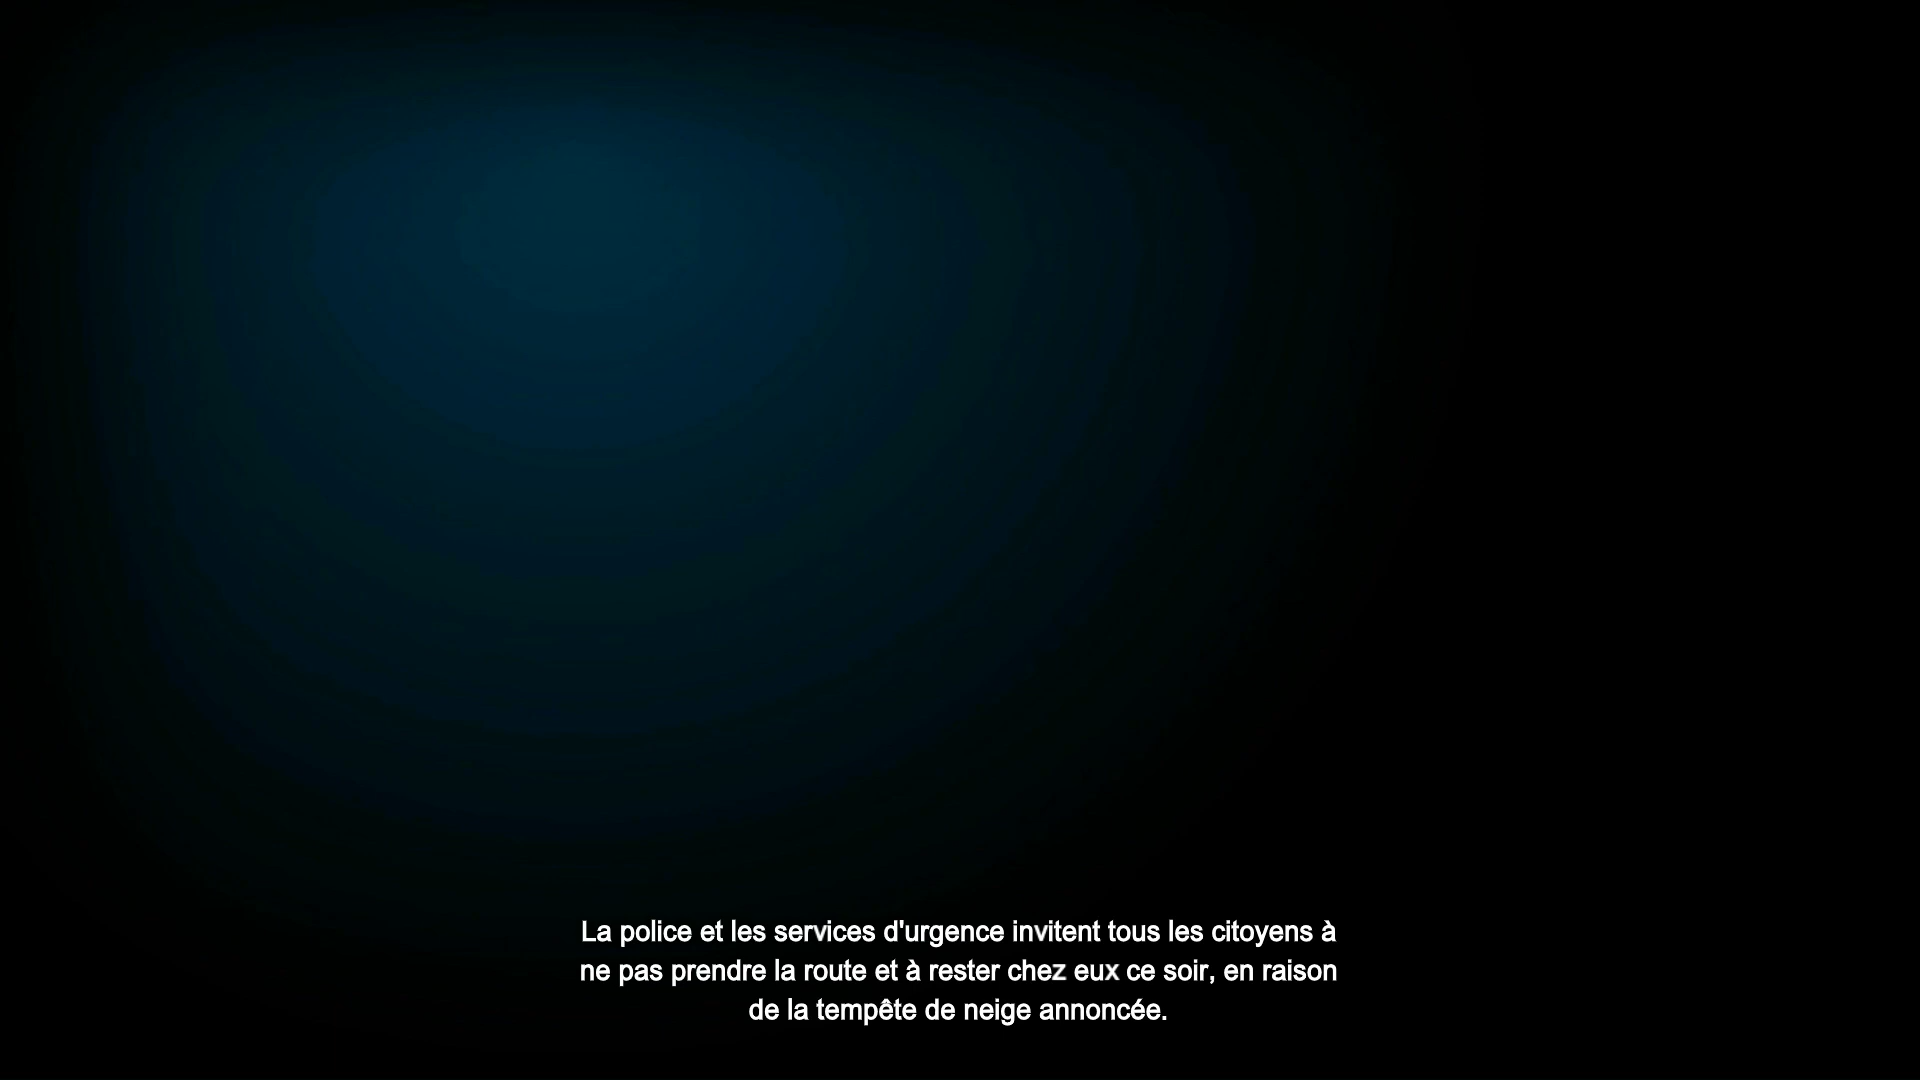 La police et les services d'urgence invitent tous les citoyens à
ne pas prendre la route et à rester chez eux ce soir, en raison
de la tempête de neige annoncée.